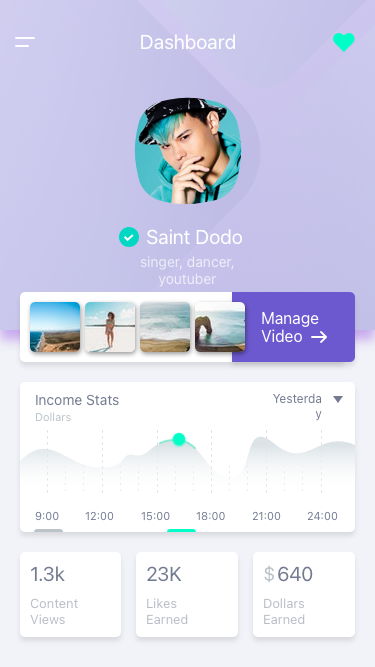 Dashboard
Saint Dodo
singer, dancer,
youtuber
Manage
Video
Income Stats
Yesterda
y
Dollars
9:00 12:00 15:00 18:00 21:00 24:00
1.3k 23K $640
Content Likes Dollars
Views Earned Earned